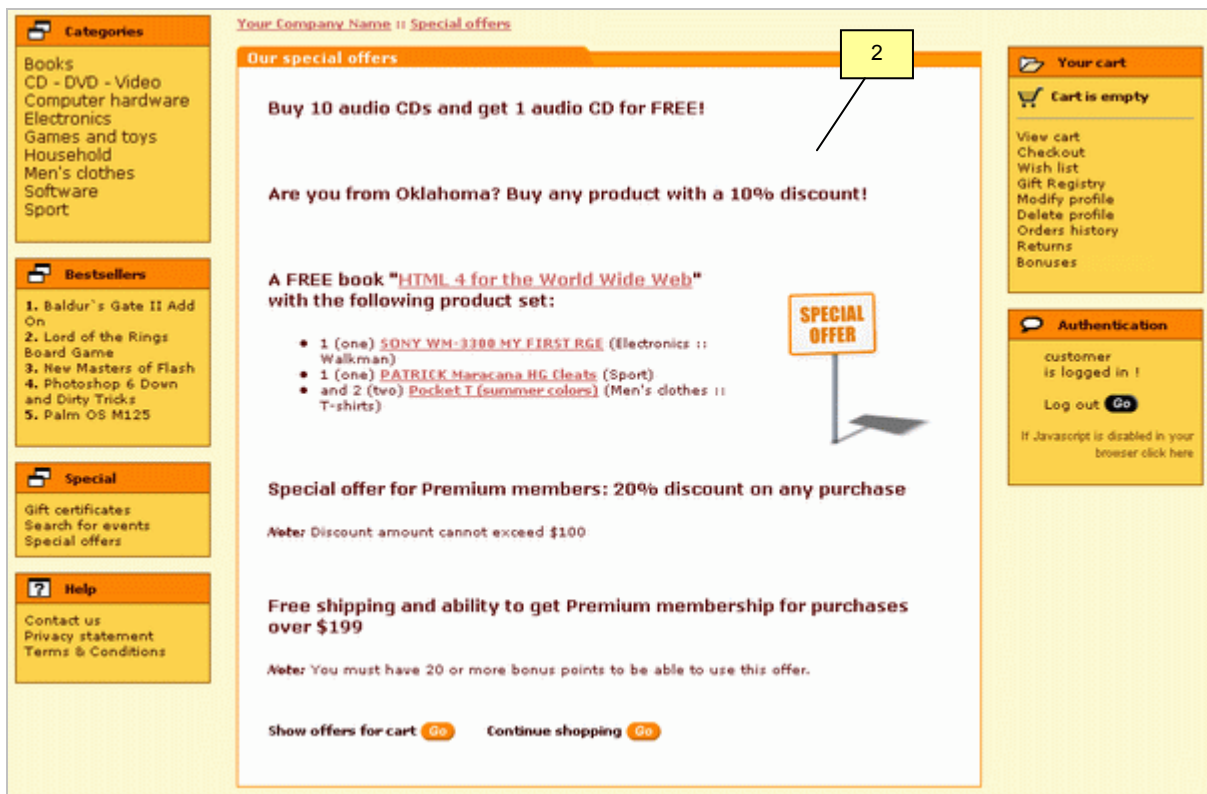 Categories
Books
CD - DVD - Video
Computer hardware
Electronics
Games and toys
Household
Men's clothes
Software
Sport
Bestsellers
1. Baldur`s Gate II Add
On
2. Lord of the Rings
Board Game
3. New Masters of Flash
4. Photoshop 6 Down
and Dirty Tricks
5. Palm OS M125
Special
Gift certificates
Search for events
Special offers
? Help
Contact us
Privacy statement
Terms & Conditions
Your Company Name :: Special offers
Our special offers
2
Buy 10 audio CDs and get 1 audio CD for FREE!
Are you from Oklahoma? Buy any product with a 10% discount!
A FREE book "HTML 4 for the World Wide Web"
with the following product set:
• 1 (one) SONY WM-3300 MY FIRST RGE (Electronics ::
Walkman)
• 1 (one) PATRICK Maracana HG Cleats (Sport)
• and 2 (two) Pocket T (summer colors) (Men's clothes ::
T-shirts)
SPECIAL
OFFER
Special offer for Premium members: 20% discount on any purchase
Note: Discount amount cannot exceed $100
Free shipping and ability to get Premium membership for purchases
over $199
Note: You must have 20 or more bonus points to be able to use this offer.
Show offers for cart Go Continue shopping Go
Your cart
Cart is empty
View cart
Checkout
Wish list
Gift Registry
Modify profile
Delete profile
Orders history
Returns
Bonuses
Authentication
customer
is logged in !
Log out Go
If Javascript is disabled in your
browser click here